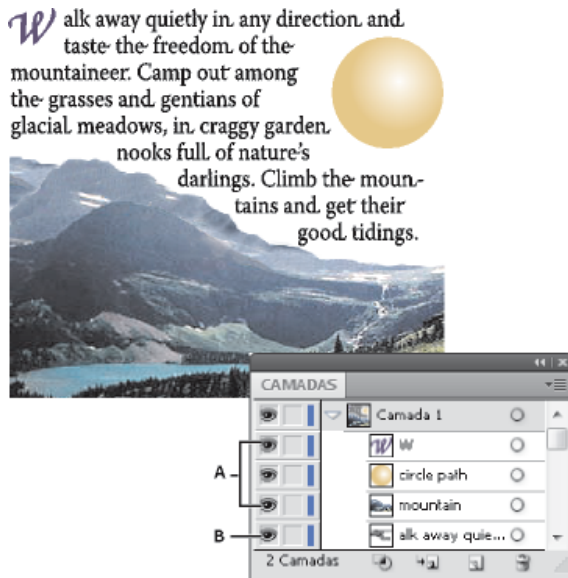 W alk away quietly in any direction and
taste the freedom of the
mountaineer. Camp out among
the grasses and gentians of
glacial meadows, in craggy garden
nooks full of nature's
darlings. Climb the moun-
tains and get their
good tidings.
CAMADAS
Camada 1
W
circle path
mountain
alk away quie...
A
B
2 Camadas